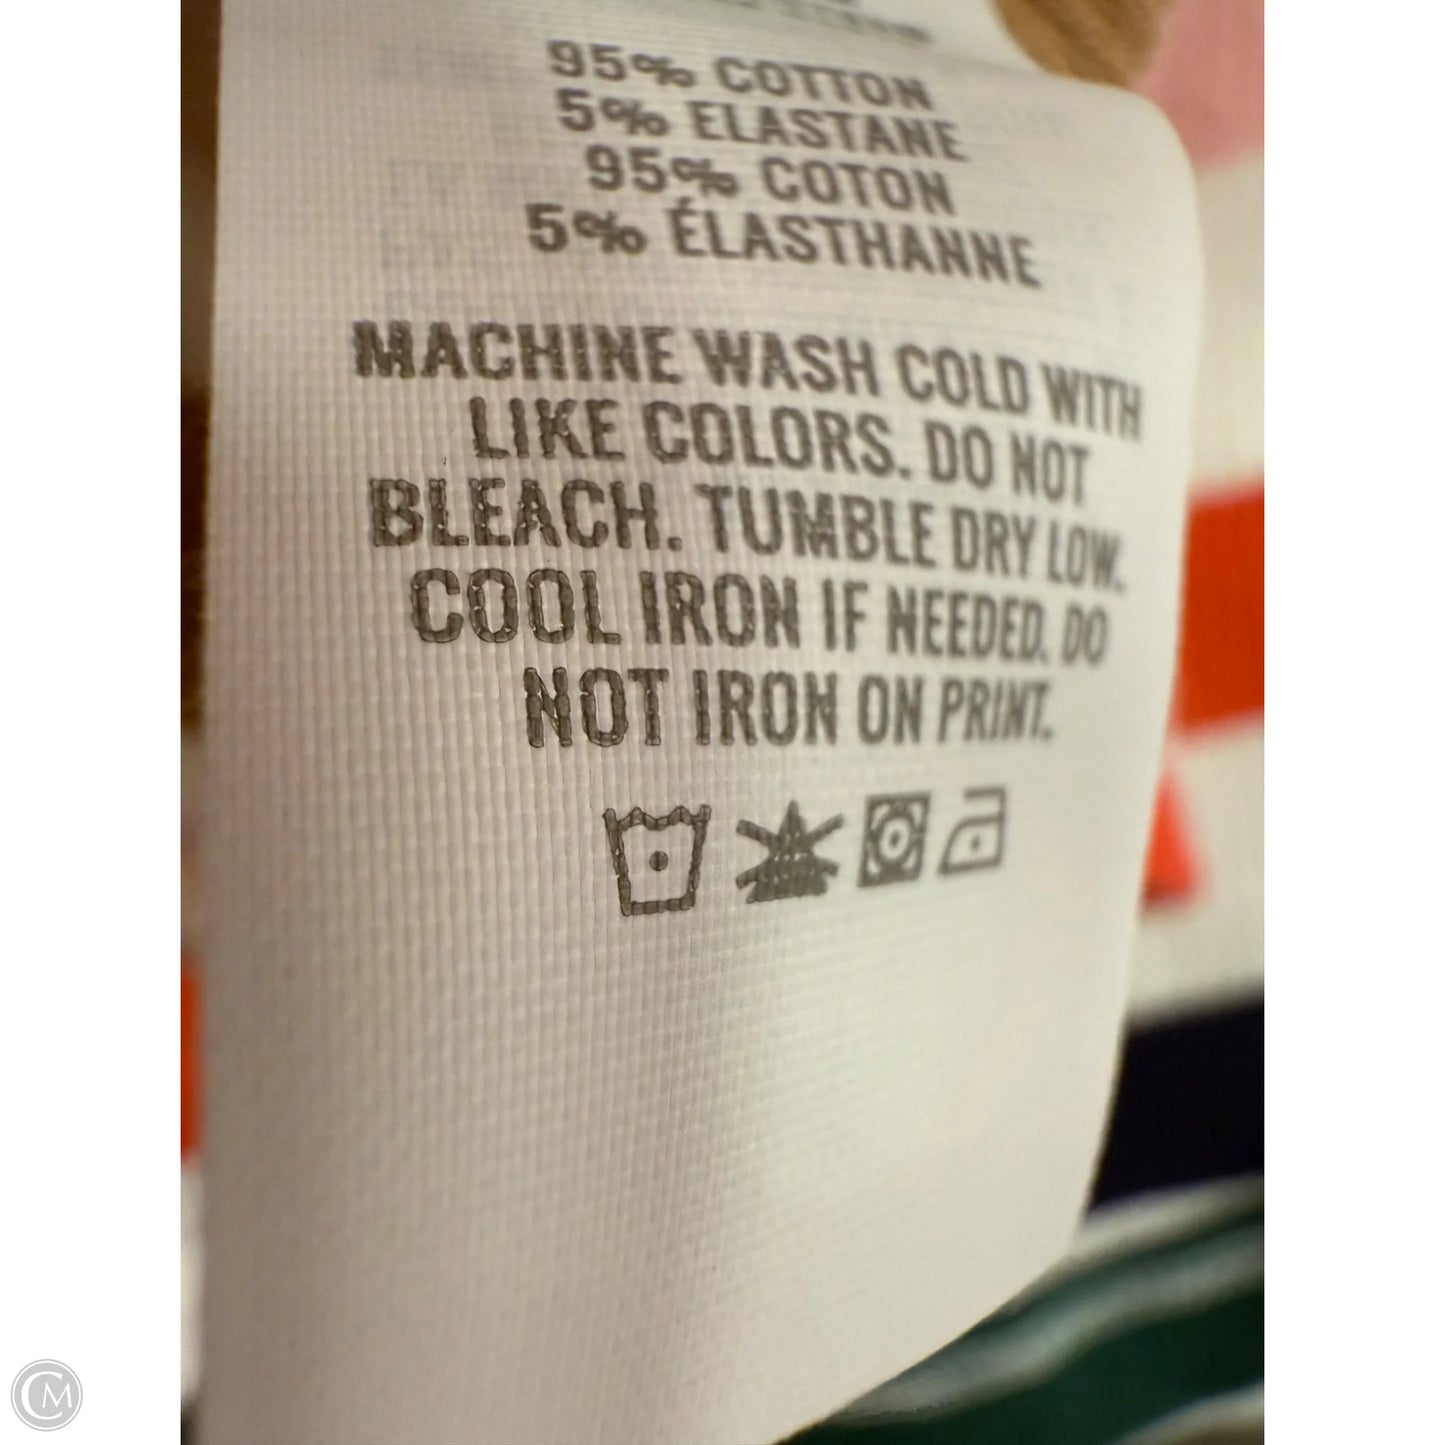 95% COTTON
5% ELASTANE
95% COTON
5% ÉLASTHANNE
MACHINE WASH COLD WITH
LIKE COLORS. DO NOT
BLEACH. TUMBLE DRY LOW.
COOL IRON IF NEEDED. DO
NOT IRON ON PRINT.
CM